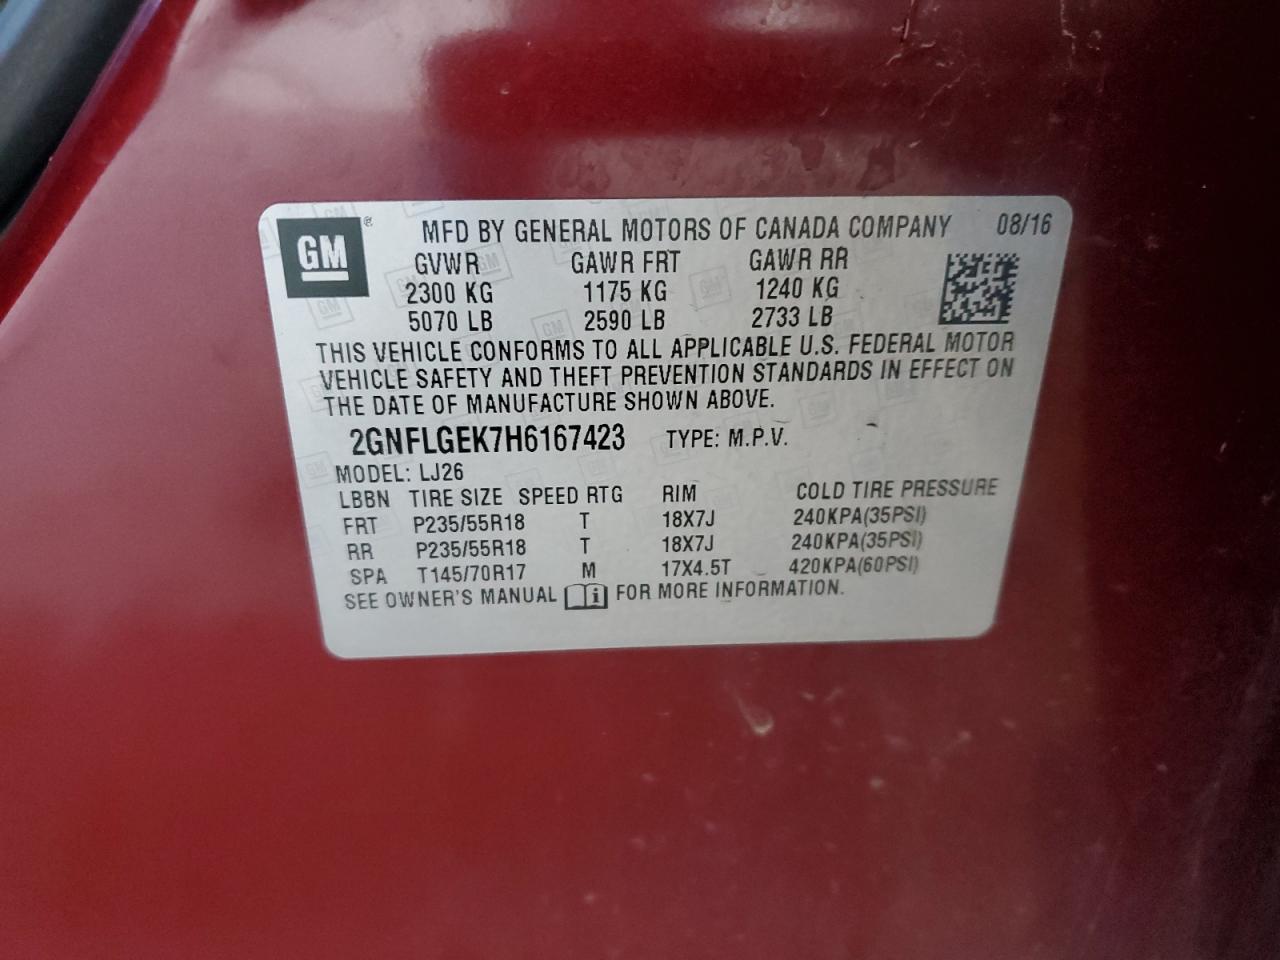 GM ® MFD BY GENERAL MOTORS OF CANADA COMPANY 08/16
GVWR GAWR FRT GAWR RR
2300 KG 1175 KG 1240 KG
5070 LB 2590 LB 2733 LB
THIS VEHICLE CONFORMS TO ALL APPLICABLE U.S. FEDERAL MOTOR
VEHICLE SAFETY AND THEFT PREVENTION STANDARDS IN EFFECT ON
THE DATE OF MANUFACTURE SHOWN ABOVE.
2GNFLGEK7H6167423 TYPE: M.P.V.
MODEL: LJ26
LBBN TIRE SIZE SPEED RTG RIM COLD TIRE PRESSURE
FRT P235/55R18 T 18X7J 240KPA(35PSI)
RR P235/55R18 T 18X7J 240KPA(35PSI)
SPA T145/70R17 M 17X4.5T 420KPA(60PSI)
SEE OWNER'S MANUAL i FOR MORE INFORMATION.